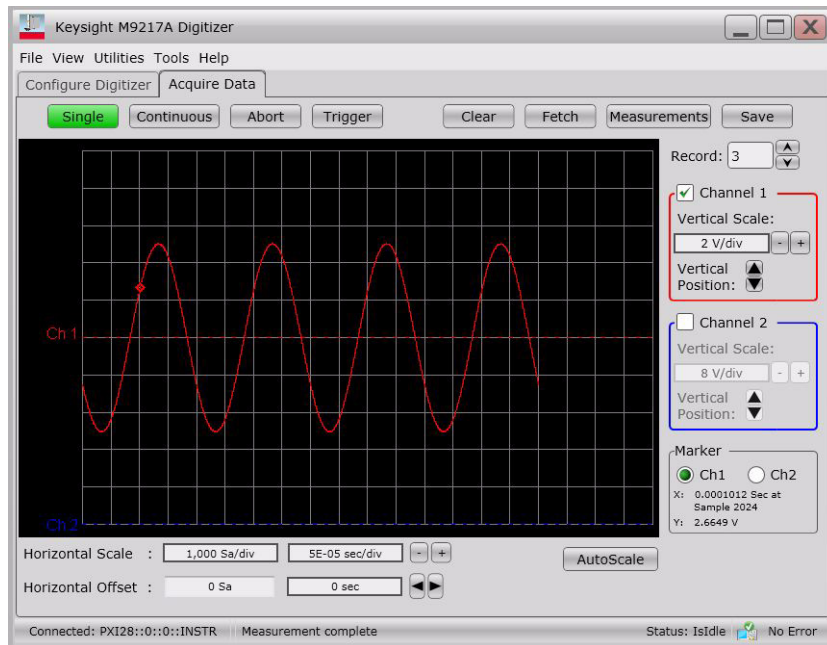 Keysight M9217A Digitizer
File View Utilities Tools Help
Configure Digitizer Acquire Data
Single Continuous Abort Trigger Clear Fetch Measurements Save
Record: 3
Channel 1
Vertical Scale:
2 V/div - +
Vertical
Position:
Ch 1
Channel 2
Vertical Scale:
8 V/div - +
Vertical
Position:
Marker
Ch1 Ch2
X: 0.0001012 Sec at
Sample 2024
Y: 2.6649 V
Ch 2
Horizontal Scale : 1,000 Sa/div 5E-05 sec/div - +
AutoScale
Horizontal Offset : 0 Sa 0 sec
Connected: PXI28::0::0::INSTR Measurement complete Status: IsIdle No Error